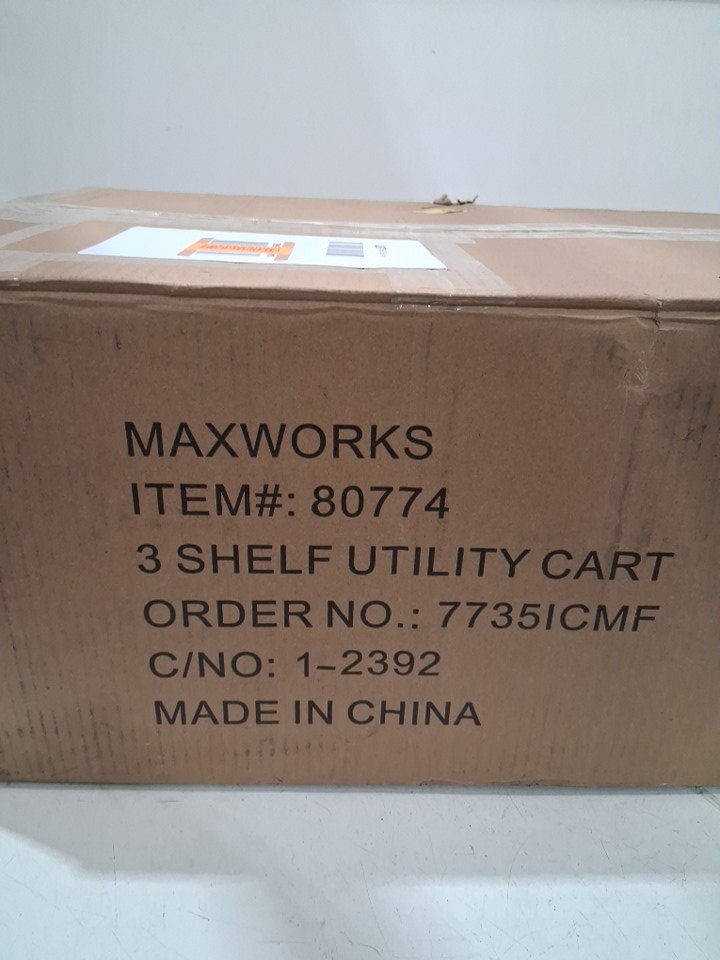 MAXWORKS
ITEM#: 80774
3 SHELF UTILITY CART
ORDER NO.: 7735ICMF
C/NO: 1-2392
MADE IN CHINA